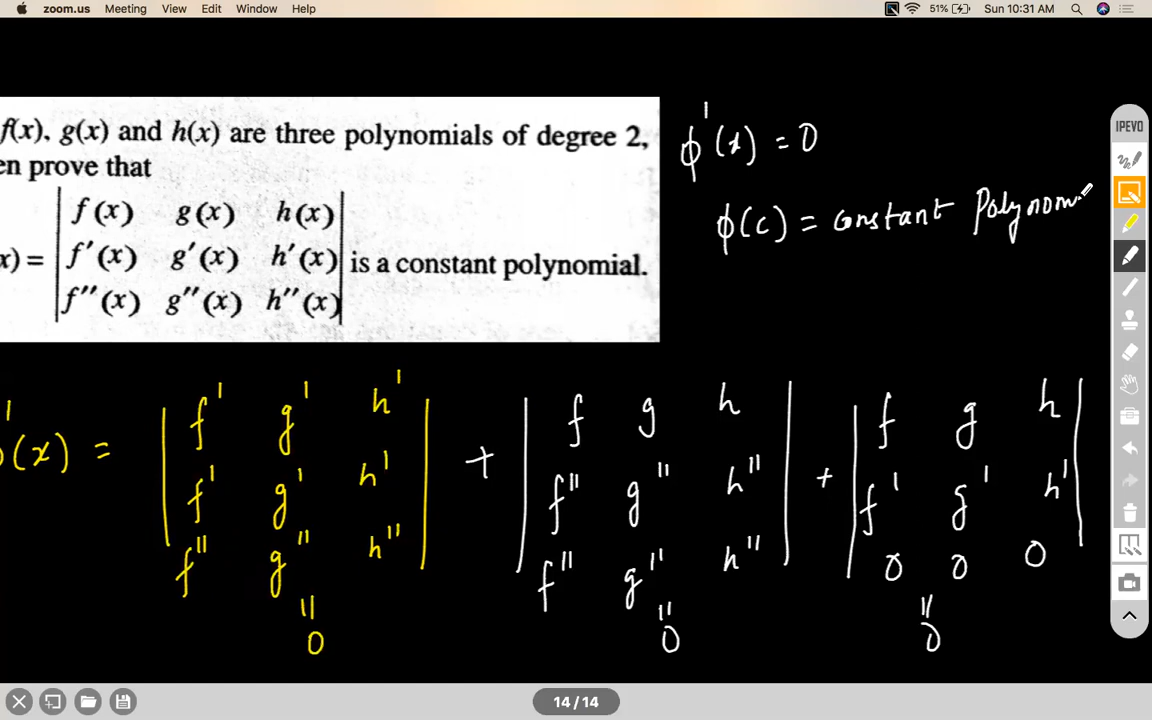 zoom.us Meeting View Edit Window Help 51% Sun 10:31 AM
f(x), g(x) and h(x) are three polynomials of degree 2,
en prove that
f(x) g(x) h(x)
x) = f′(x) g′(x) h′(x) is a constant polynomial.
f″(x) g″(x) h″(x)
ϕ'(x) = 0
ϕ(c) = constant Polynom
IPEVO
f' g' h' f g h f g h
ϕ'(x) = f' g' h' + f" g" h" + f' g' h'
f" g" h" f" g" h" 0 0 0
" " "
0 0 0
14 / 14